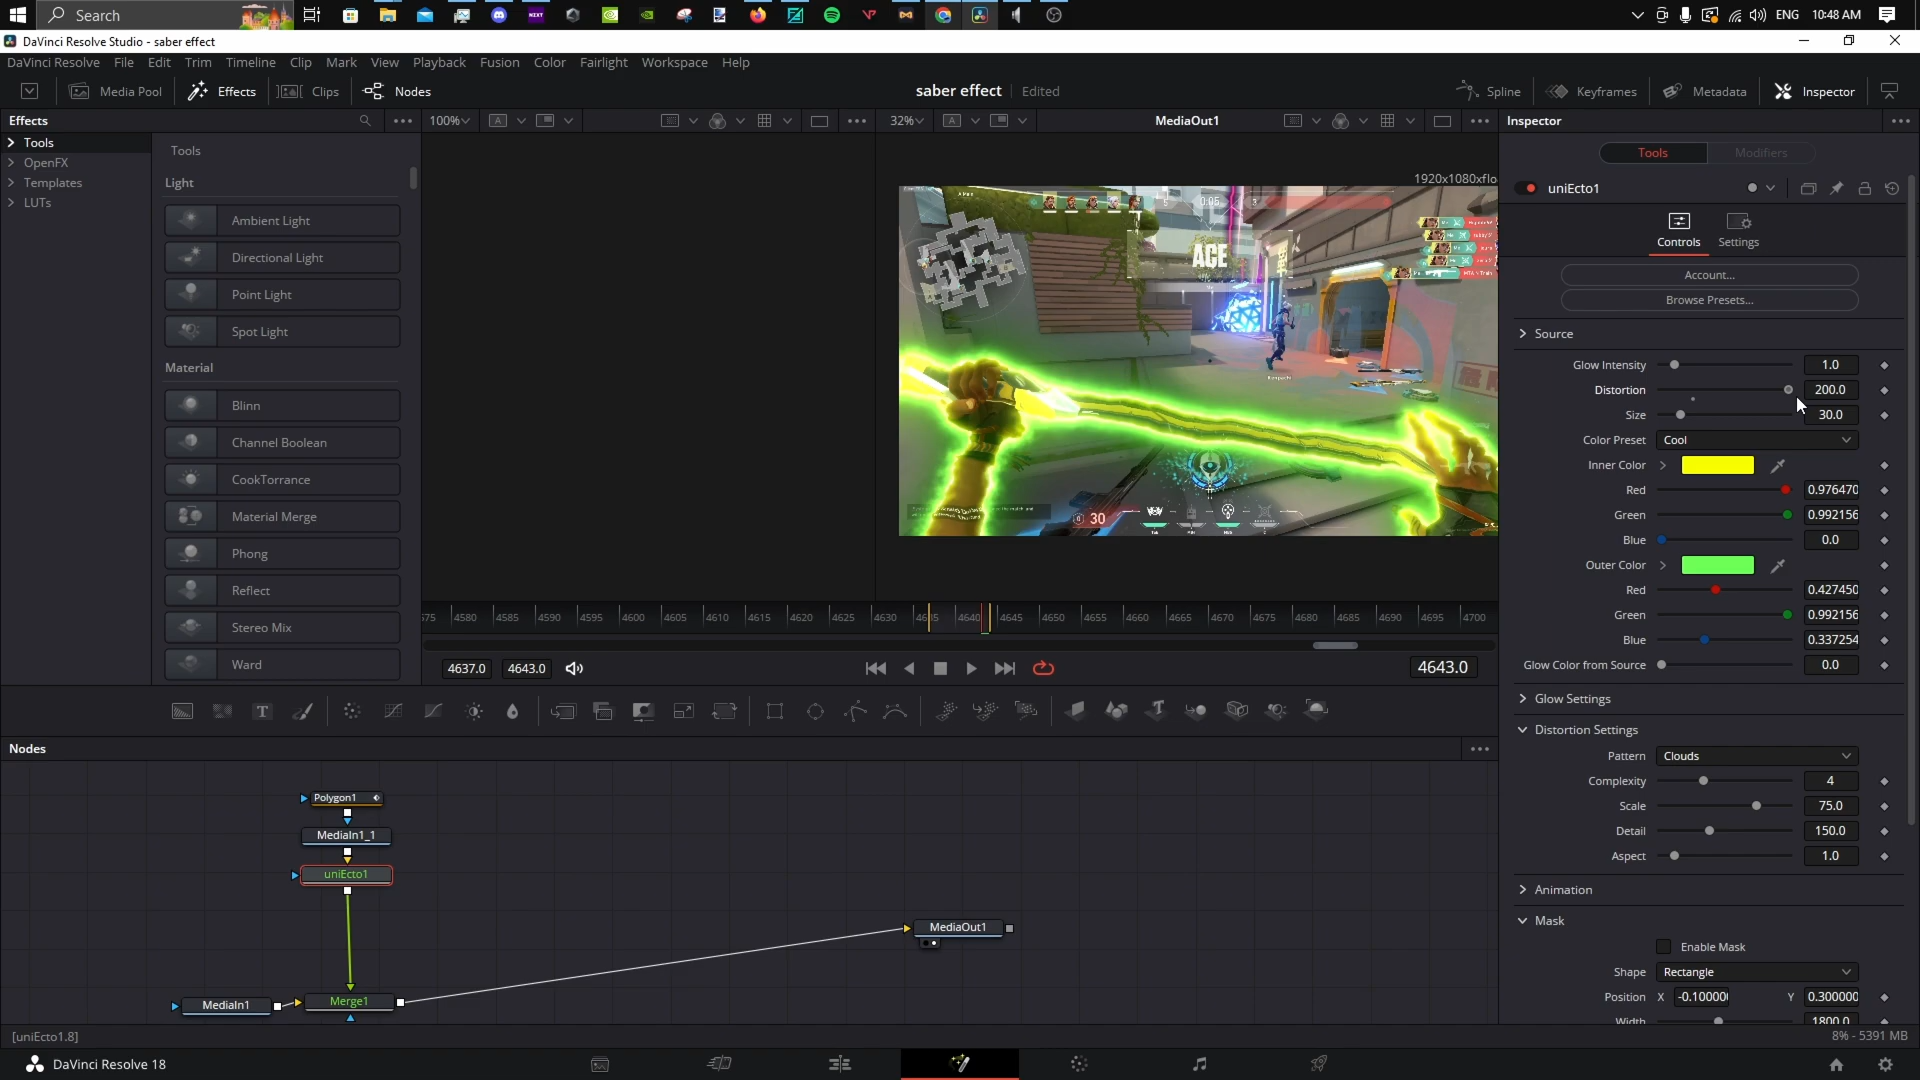 Search
ENG
10:48 AM
DaVinci Resolve Studio - saber effect
DaVinci Resolve
File
Edit
Trim
Timeline
Clip
Mark
View
Playback
Fusion
Color
Fairlight
Workspace
Help
Media Pool
Effects
Clips
Nodes
saber effect
Edited
Spline
Keyframes
Metadata
Inspector
Effects
100%
A
32%
A
MediaOut1
Inspector
Tools
OpenFX
Templates
LUTs
Tools
Light
Ambient Light
Directional Light
Point Light
Spot Light
Material
Blinn
Channel Boolean
CookTorrance
Material Merge
Phong
Reflect
Stereo Mix
Ward
1920x1080xflo
5
0:05
3
ACE
30
575
4580
4585
4590
4595
4600
4605
4610
4615
4620
4625
4630
4635
4640
4645
4650
4655
4660
4665
4670
4675
4680
4685
4690
4695
4700
4637.0
4643.0
4643.0
Tools
Modifiers
uniEcto1
Controls
Settings
Account...
Browse Presets...
Source
Glow Intensity
1.0
Distortion
200.0
Size
30.0
Color Preset
Cool
Inner Color
Red
0.976470
Green
0.992156
Blue
0.0
Outer Color
Red
0.427450
Green
0.992156
Blue
0.337254
Glow Color from Source
0.0
Glow Settings
Distortion Settings
Pattern
Clouds
Complexity
4
Scale
75.0
Detail
150.0
Aspect
1.0
Animation
Mask
Enable Mask
Shape
Rectangle
Position
X
-0.10000
Y
0.300000
Width
1800.0
Nodes
Polygon1
MediaIn1_1
uniEcto1
MediaOut1
MediaIn1
Merge1
[uniEcto1.8]
8% - 5391 MB
DaVinci Resolve 18